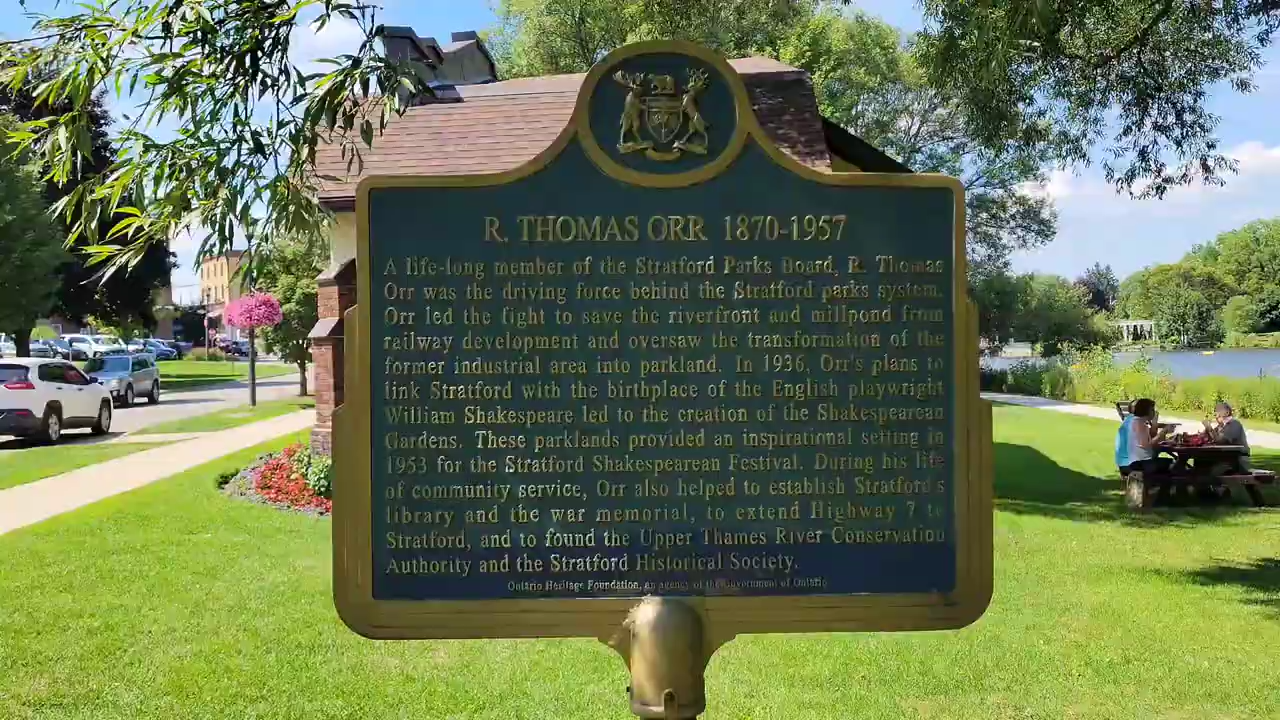 R. THOMAS ORR 1870-1957
A life-long member of the Stratford Parks Board, R. Thomas
Orr was the driving force behind the Stratford parks system.
Orr led the fight to save the riverfront and millpond from
railway development and oversaw the transformation of the
former industrial area into parkland. In 1936, Orr's plans to
link Stratford with the birthplace of the English playwright
William Shakespeare led to the creation of the Shakespearean
Gardens. These parklands provided an inspirational setting in
1953 for the Stratford Shakespearean Festival. During his life
of community service, Orr also helped to establish Stratford's
library and the war memorial, to extend Highway 7 to
Stratford, and to found the Upper Thames River Conservation
Authority and the Stratford Historical Society.
Ontario Heritage Foundation, an agency of the Government of Ontario